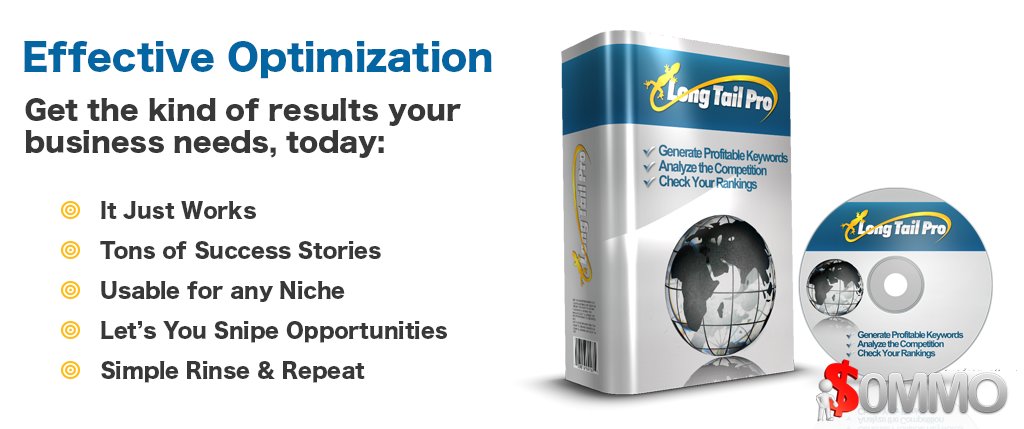 Effective Optimization
Get the kind of results your
business needs, today:
It Just Works
Tons of Success Stories
Usable for any Niche
Let's You Snipe Opportunities
Simple Rinse & Repeat
Long Tail Pro
Generate Profitable Keywords
Analyze the Competition
Check Your Rankings
Long Tail Pro
Long Tail Pro
Generate Profitable Keywords
Analyze the Competition
Check Your Rankings
$OMMO